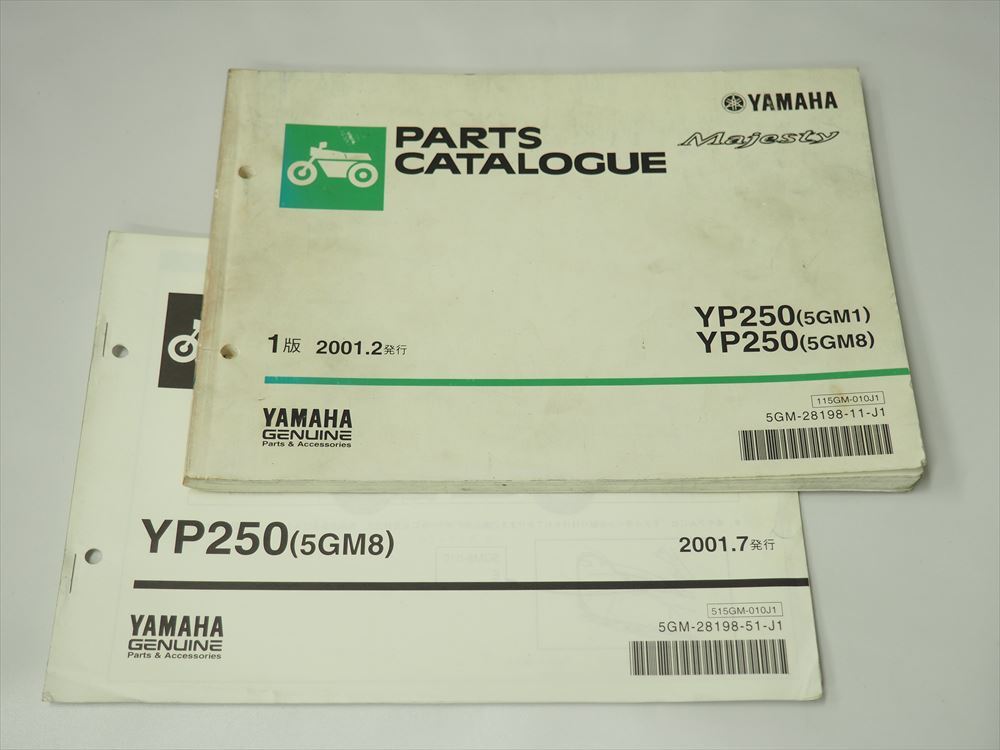 YAMAHA
PARTS
CATALOGUE
Majesty
YP250(5GM1)
YP250(5GM8)
1版 2001.2発行
115GM-010J1
5GM-28198-11-J1
YAMAHA
GENUINE
Parts & Accessories
YP250(5GM8)
2001.7発行
515GM-010J1
5GM-28198-51-J1
YAMAHA
GENUINE
Parts & Accessories